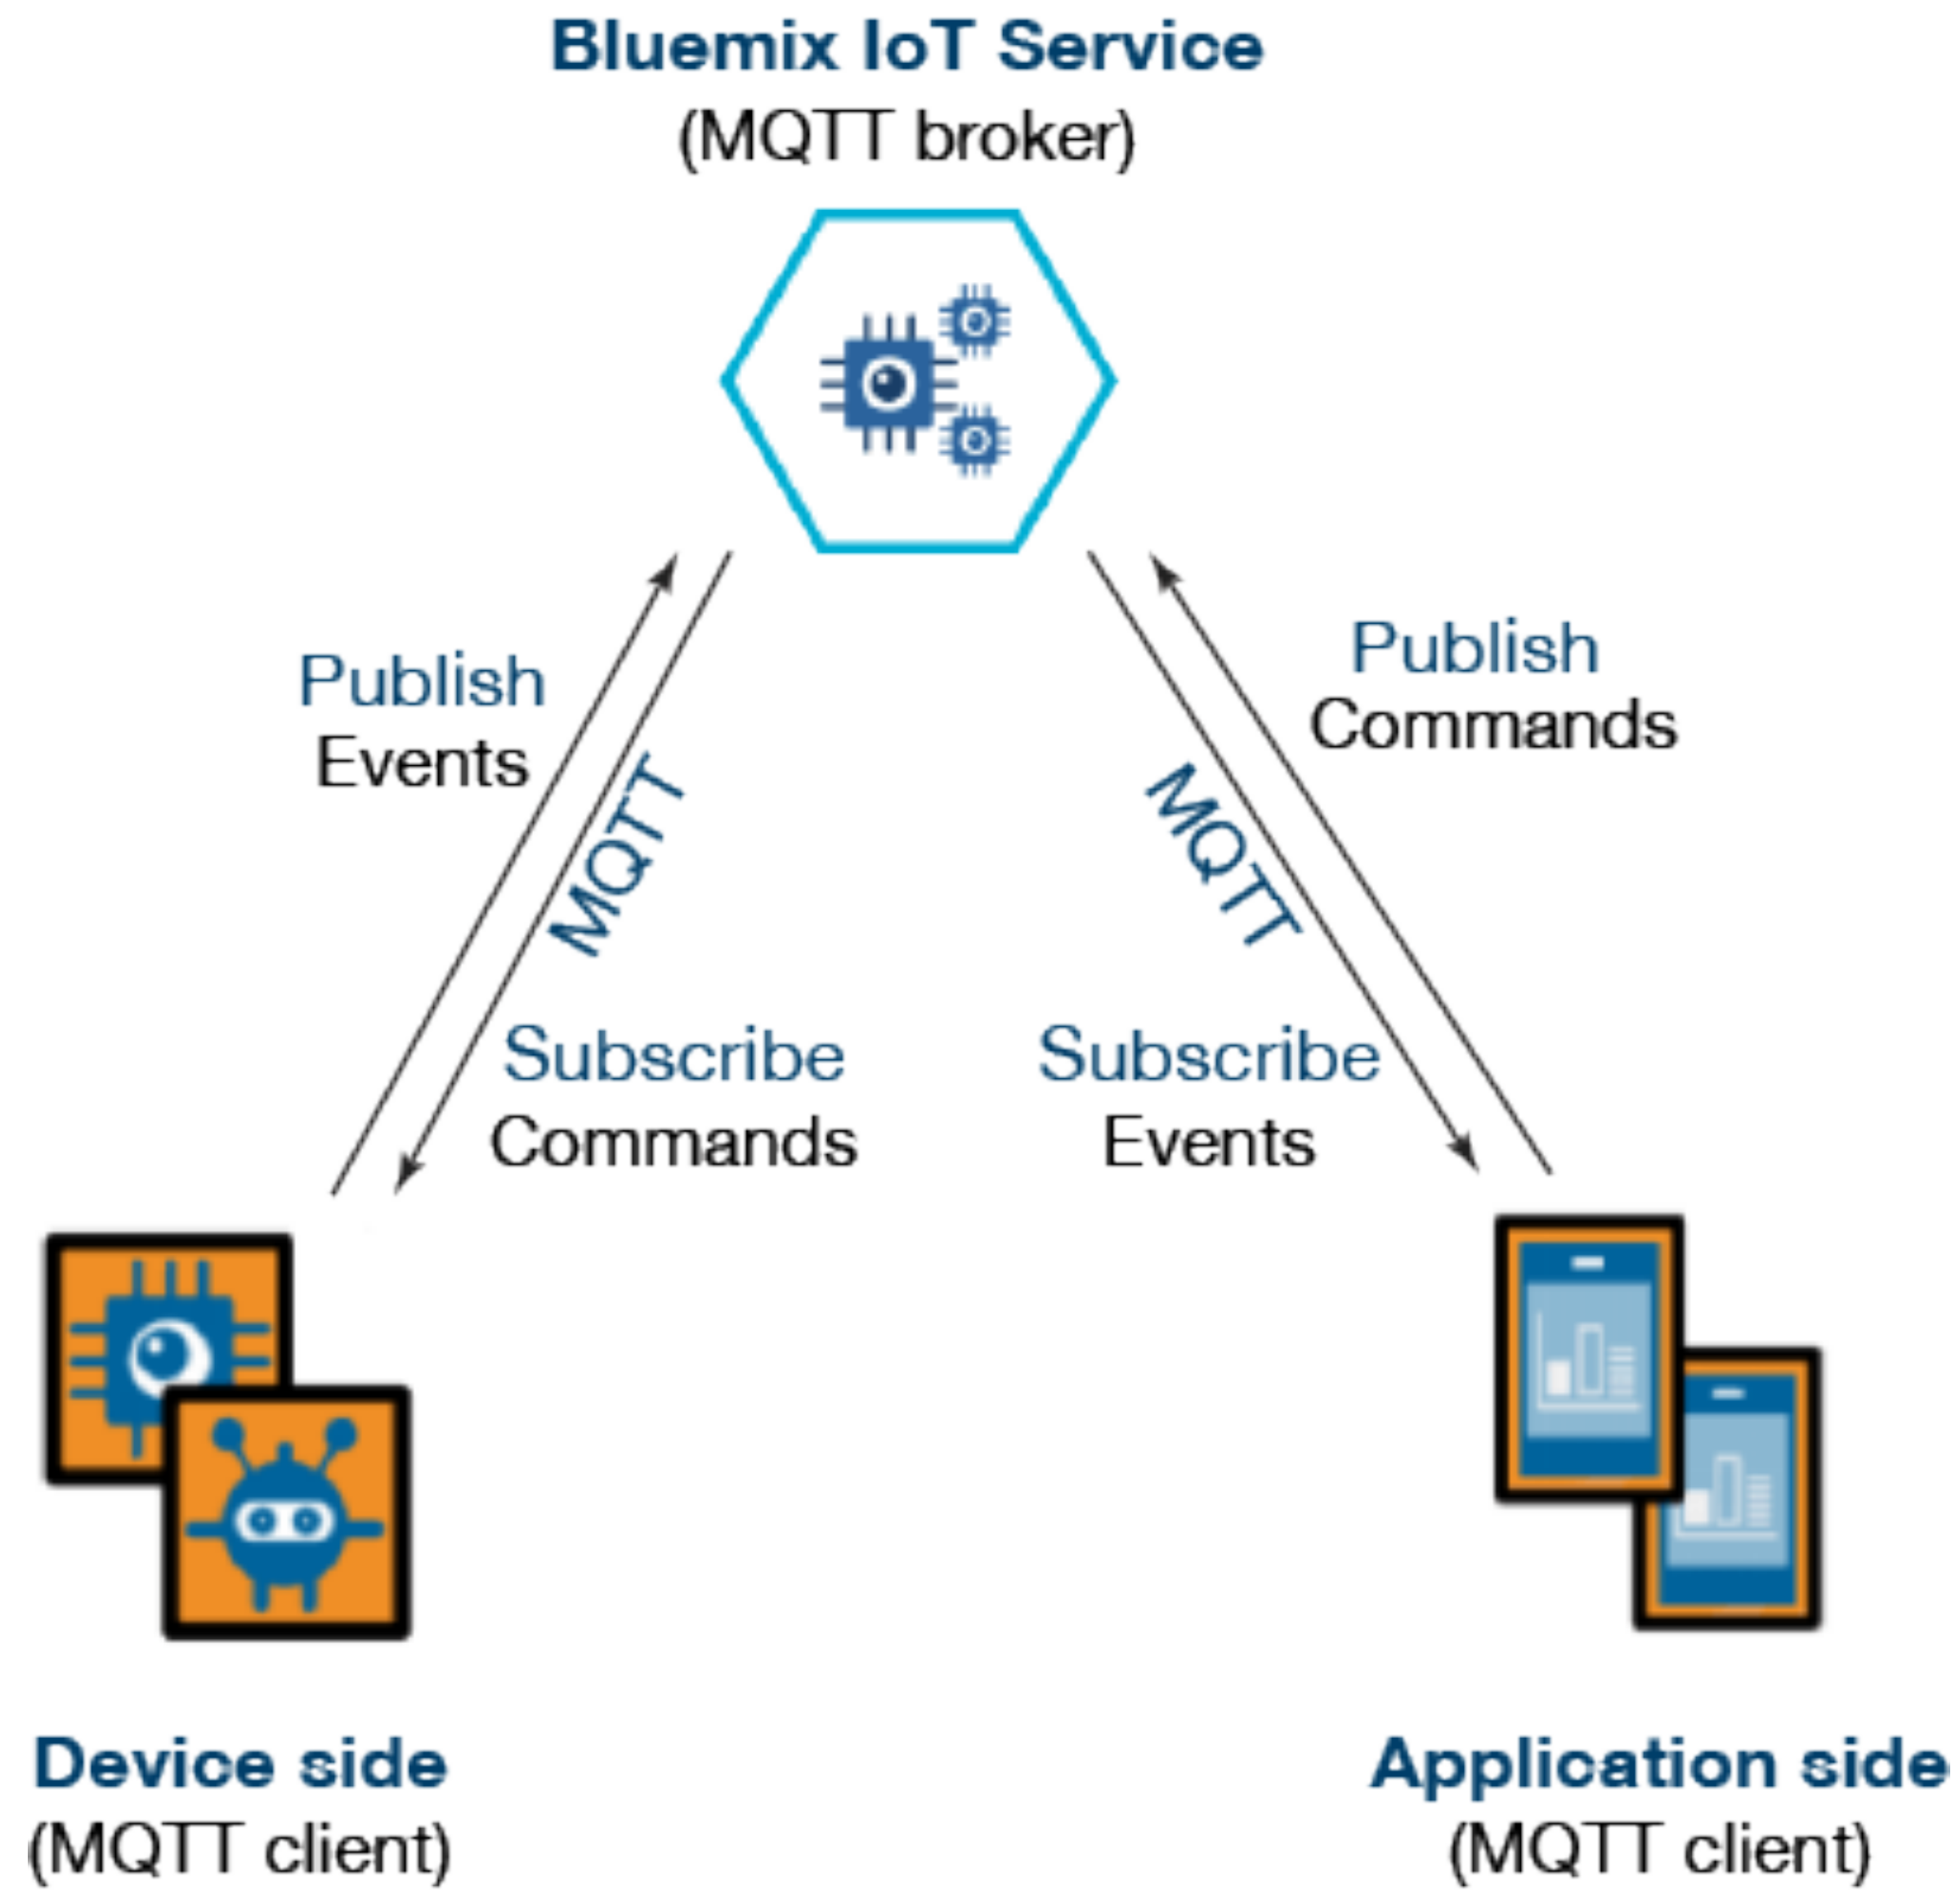 Bluemix IoT Service
(MQTT broker)
Publish
Events
MQTT
Subscribe
Commands
Publish
Commands
MQTT
Subscribe
Events
Device side
(MQTT client)
Application side
(MQTT client)